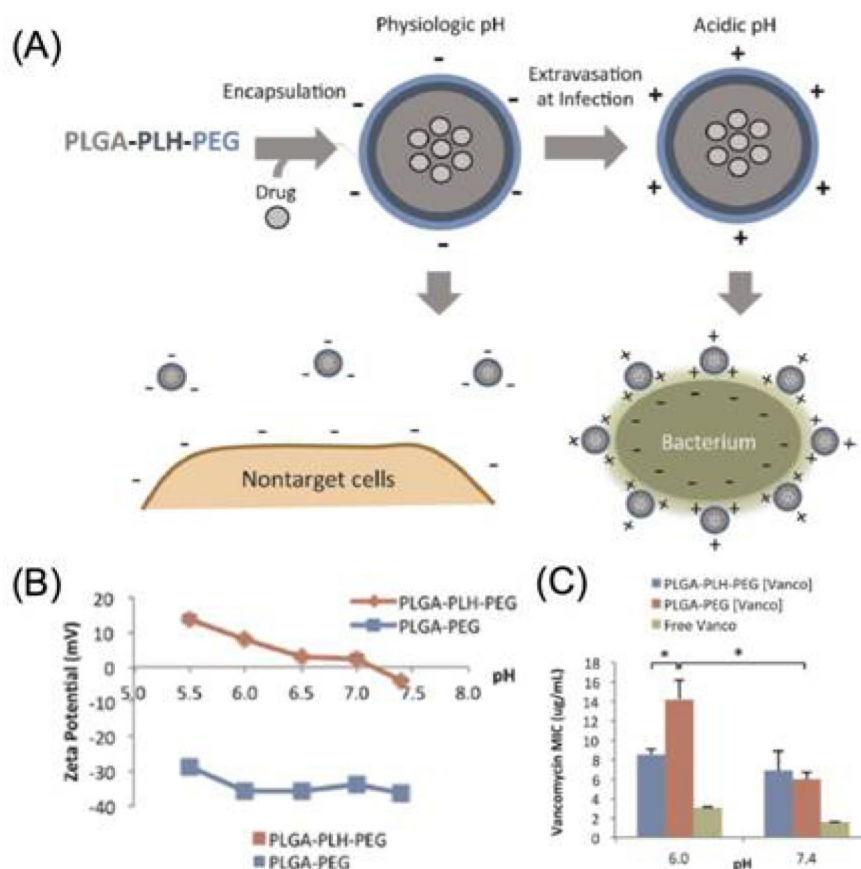 (A)
Physiologic pH
Acidic pH
Encapsulation
Extravasation
at Infection
PLGA-PLH-PEG
Drug
- - - - - -
+ + + + + +
Nontarget cells
Bacterium
(B)
Zeta Potential (mV)
20
10
0
-10
-20
-30
-40
5.0
5.5
6.0
6.5
7.0
7.5
8.0
pH
PLGA-PLH-PEG
PLGA-PEG
PLGA-PLH-PEG
PLGA-PEG
(C)
PLGA-PLH-PEG [Vanco]
PLGA-PEG [Vanco]
Free Vanco
* * *
Vancomycin MIC (ug/mL)
18
16
14
12
10
8
6
4
2
0
6.0
pH
7.4